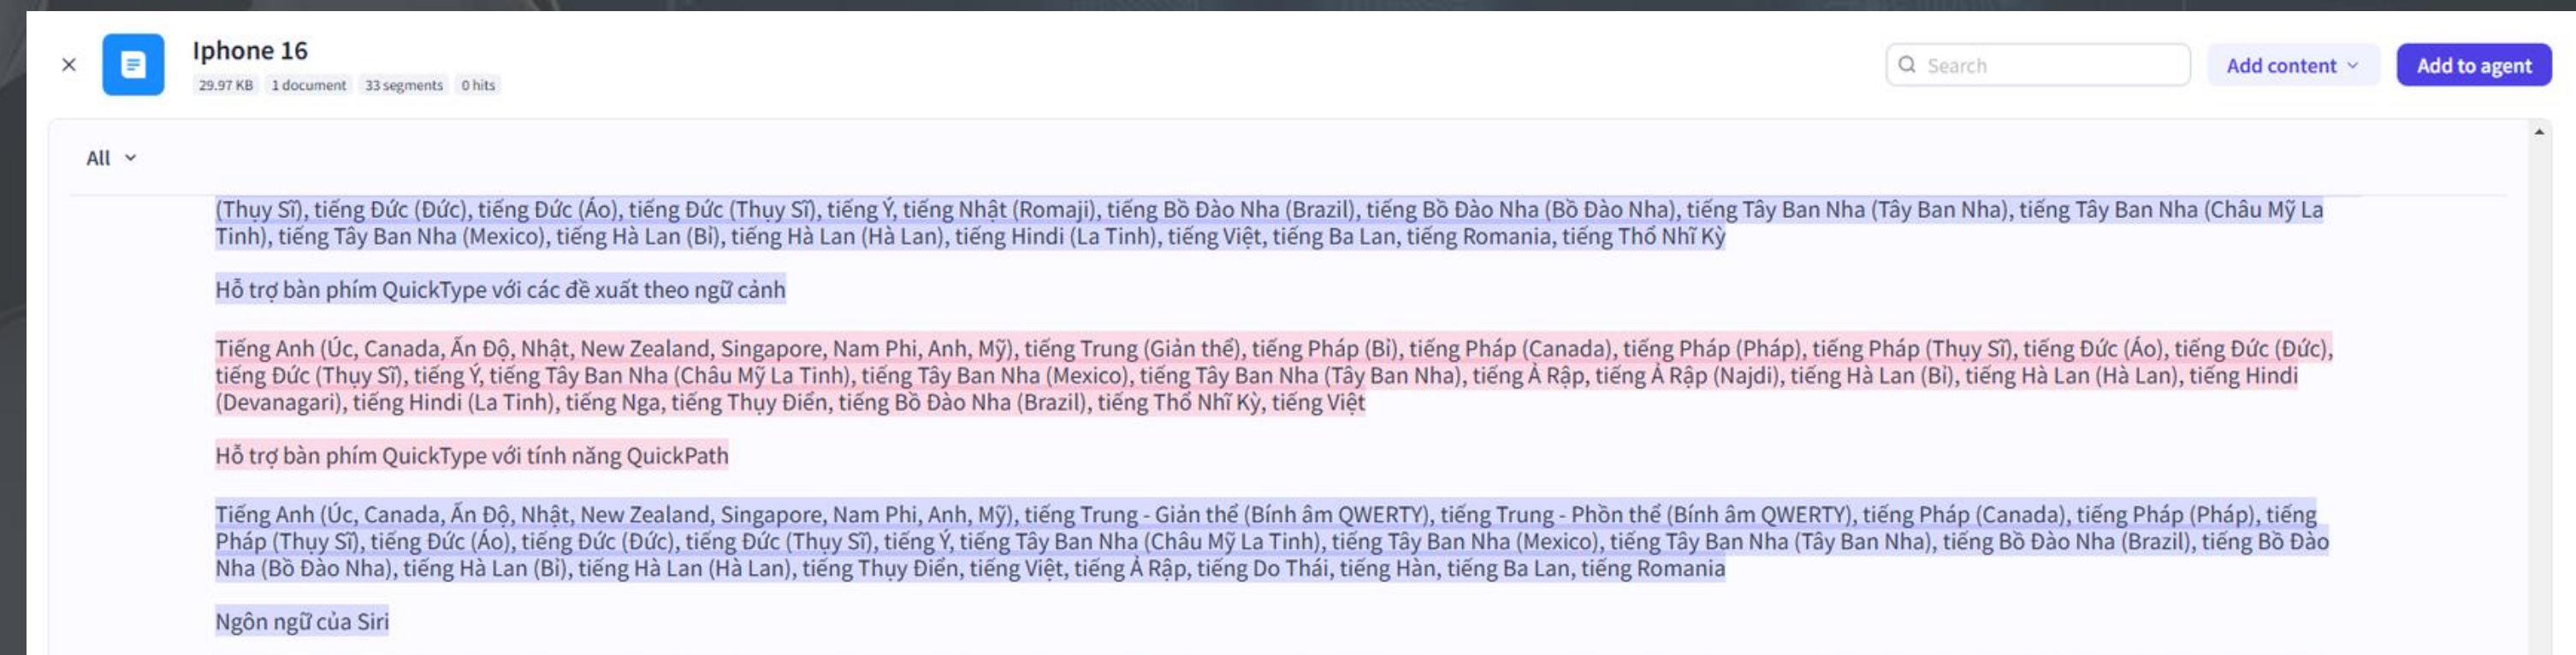 Iphone 16
29.97 KB 1 document 33 segments 0 hits
Search
Add content
Add to agent
All
(Thụy Sĩ), tiếng Đức (Đức), tiếng Đức (Áo), tiếng Đức (Thụy Sĩ), tiếng Ý, tiếng Nhật (Romaji), tiếng Bồ Đào Nha (Brazil), tiếng Bồ Đào Nha (Bồ Đào Nha), tiếng Tây Ban Nha (Tây Ban Nha), tiếng Tây Ban Nha (Châu Mỹ La
Tinh), tiếng Tây Ban Nha (Mexico), tiếng Hà Lan (Bỉ), tiếng Hà Lan (Hà Lan), tiếng Hindi (La Tinh), tiếng Việt, tiếng Ba Lan, tiếng Romania, tiếng Thổ Nhĩ Kỳ
Hỗ trợ bàn phím QuickType với các đề xuất theo ngữ cảnh
Tiếng Anh (Úc, Canada, Ấn Độ, Nhật, New Zealand, Singapore, Nam Phi, Anh, Mỹ), tiếng Trung (Giản thể), tiếng Pháp (Bỉ), tiếng Pháp (Canada), tiếng Pháp (Pháp), tiếng Pháp (Thụy Sĩ), tiếng Đức (Áo), tiếng Đức (Đức),
tiếng Đức (Thụy Sĩ), tiếng Ý, tiếng Tây Ban Nha (Châu Mỹ La Tinh), tiếng Tây Ban Nha (Mexico), tiếng Tây Ban Nha (Tây Ban Nha), tiếng Ả Rập, tiếng Ả Rập (Najdi), tiếng Hà Lan (Bỉ), tiếng Hà Lan (Hà Lan), tiếng Hindi
(Devanagari), tiếng Hindi (La Tinh), tiếng Nga, tiếng Thụy Điển, tiếng Bồ Đào Nha (Brazil), tiếng Thổ Nhĩ Kỳ, tiếng Việt
Hỗ trợ bàn phím QuickType với tính năng QuickPath
Tiếng Anh (Úc, Canada, Ấn Độ, Nhật, New Zealand, Singapore, Nam Phi, Anh, Mỹ), tiếng Trung - Giản thể (Bính âm QWERTY), tiếng Trung - Phồn thể (Bính âm QWERTY), tiếng Pháp (Canada), tiếng Pháp (Pháp), tiếng
Pháp (Thụy Sĩ), tiếng Đức (Áo), tiếng Đức (Đức), tiếng Đức (Thụy Sĩ), tiếng Ý, tiếng Tây Ban Nha (Châu Mỹ La Tinh), tiếng Tây Ban Nha (Mexico), tiếng Tây Ban Nha (Tây Ban Nha), tiếng Bồ Đào Nha (Brazil), tiếng Bồ Đào
Nha (Bồ Đào Nha), tiếng Hà Lan (Bỉ), tiếng Hà Lan (Hà Lan), tiếng Thụy Điển, tiếng Việt, tiếng Ả Rập, tiếng Do Thái, tiếng Hàn, tiếng Ba Lan, tiếng Romania
Ngôn ngữ của Siri